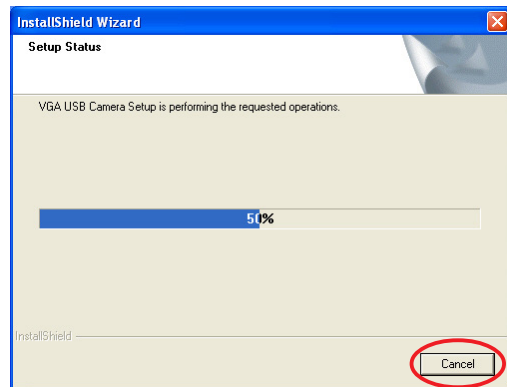 InstallShield Wizard
Setup Status
VGA USB Camera Setup is performing the requested operations.
50%
InstallShield
Cancel